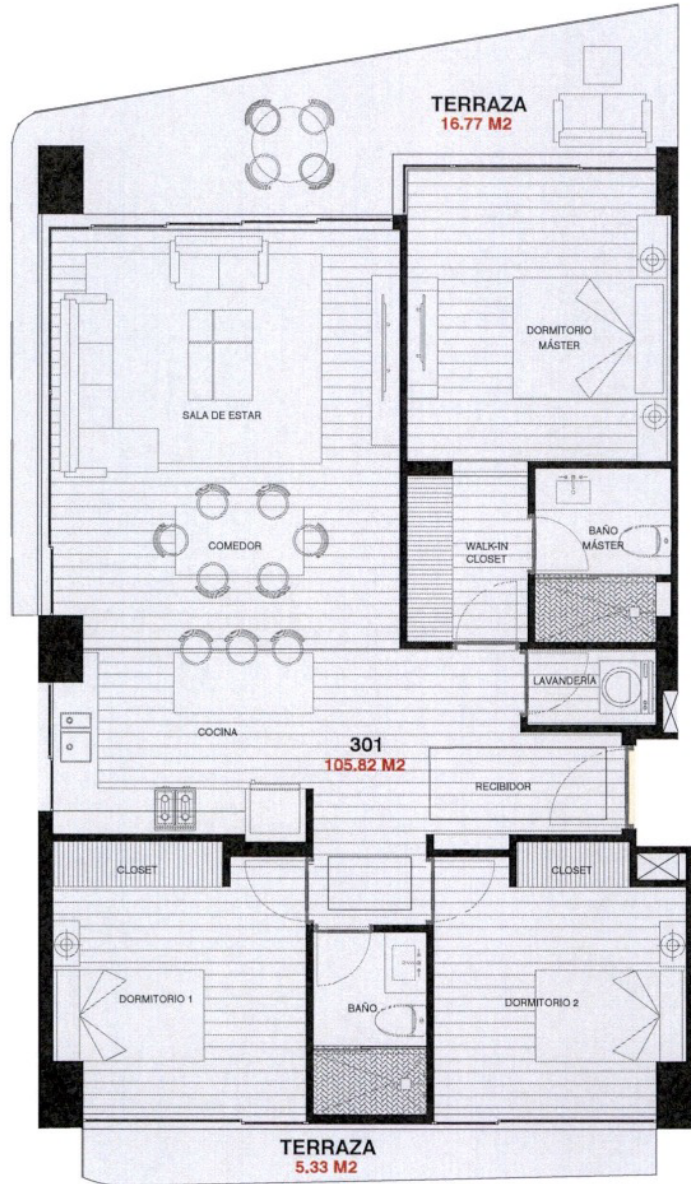 TERRAZA
16.77 M2
DORMITORIO
MÁSTER
SALA DE ESTAR
COMEDOR
WALK-IN
CLOSET
BAÑO
MÁSTER
LAVANDERÍA
COCINA
301
105.82 M2
RECIBIDOR
CLOSET
CLOSET
DORMITORIO 1
BAÑO
DORMITORIO 2
TERRAZA
5.33 M2